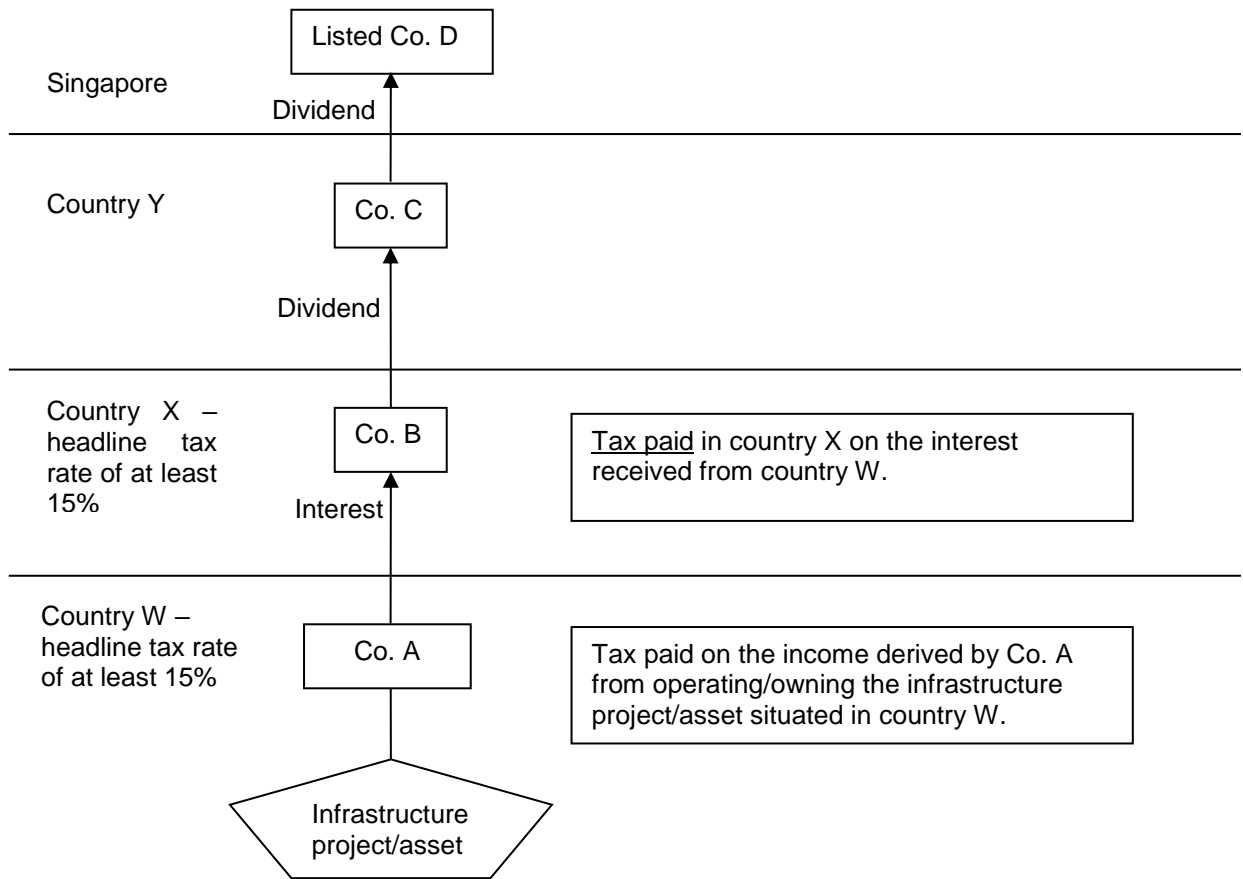 Listed Co. D
Singapore
Dividend
Country Y
Co. C
Dividend
Country X –
headline tax
rate of at least
15%
Co. B
Tax paid in country X on the interest
received from country W.
Interest
Country W –
headline tax rate
of at least 15%
Co. A
Tax paid on the income derived by Co. A
from operating/owning the infrastructure
project/asset situated in country W.
Infrastructure
project/asset